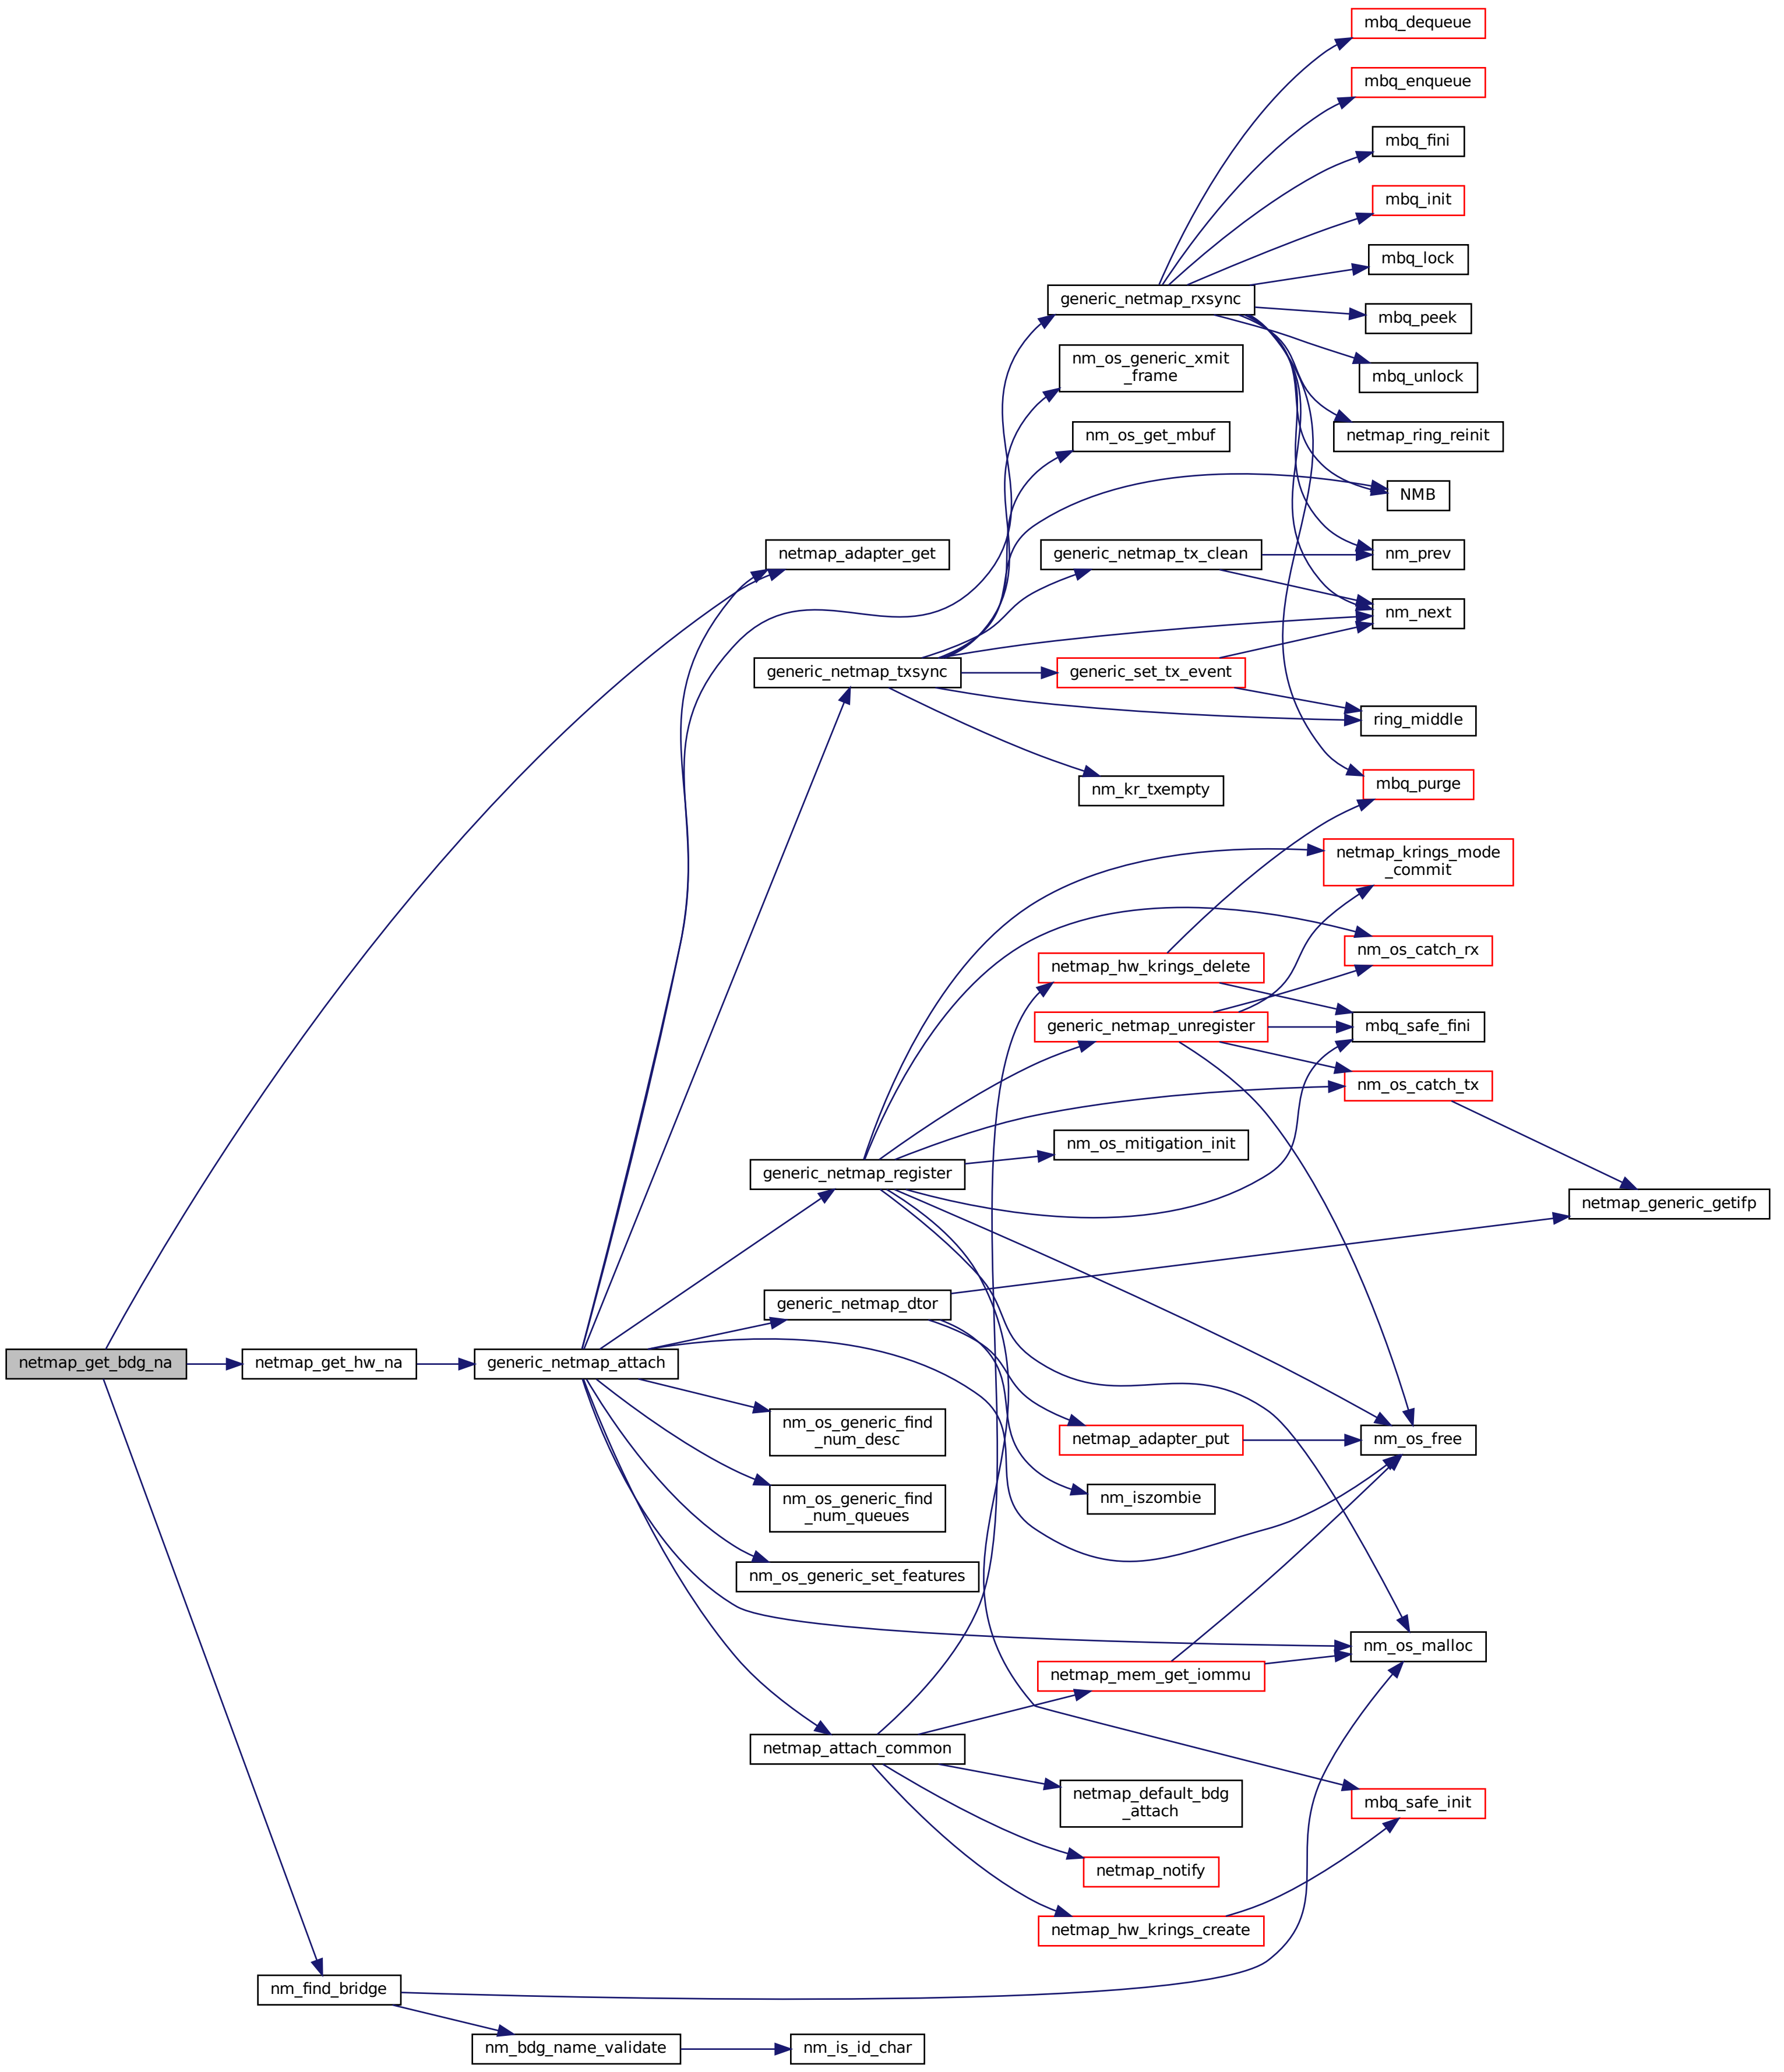 mbq_dequeue
mbq_enqueue
mbq_fini
mbq_init
mbq_lock
generic_netmap_rxsync
mbq_peek
nm_os_generic_xmit
_frame
mbq_unlock
nm_os_get_mbuf
netmap_ring_reinit
NMB
netmap_adapter_get
generic_netmap_tx_clean
nm_prev
nm_next
generic_netmap_txsync
generic_set_tx_event
ring_middle
nm_kr_txempty
mbq_purge
netmap_krings_mode
_commit
nm_os_catch_rx
netmap_hw_krings_delete
generic_netmap_unregister
mbq_safe_fini
nm_os_catch_tx
nm_os_mitigation_init
generic_netmap_register
netmap_generic_getifp
generic_netmap_dtor
netmap_get_bdg_na
netmap_get_hw_na
generic_netmap_attach
nm_os_generic_find
_num_desc
netmap_adapter_put
nm_os_free
nm_os_generic_find
_num_queues
nm_iszombie
nm_os_generic_set_features
nm_os_malloc
netmap_mem_get_iommu
netmap_attach_common
netmap_default_bdg
_attach
mbq_safe_init
netmap_notify
netmap_hw_krings_create
nm_find_bridge
nm_bdg_name_validate
nm_is_id_char